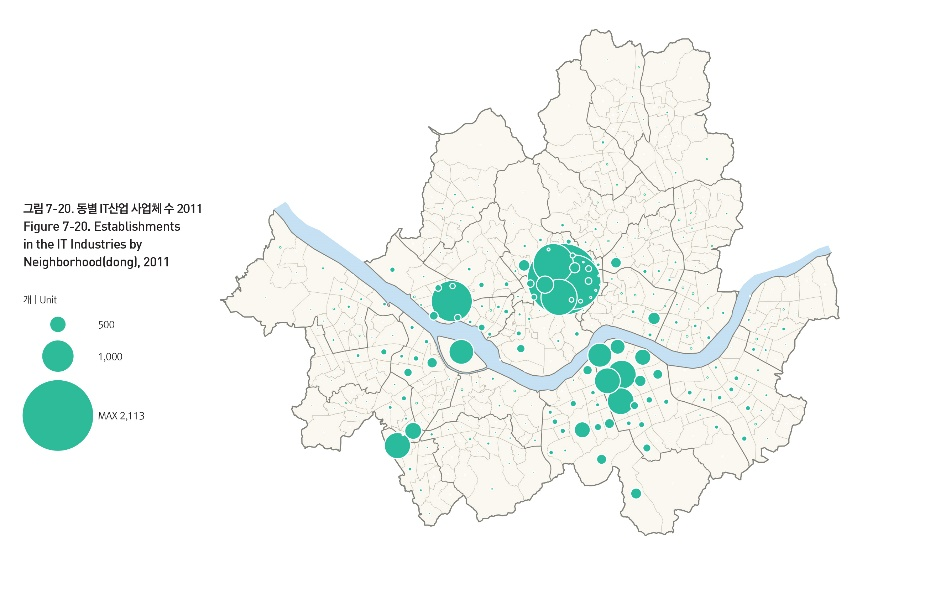 그림 7-20. 동별 IT산업 사업체 수 2011
Figure 7-20. Establishments
in the IT Industries by
Neighborhood(dong), 2011
개 | Unit
500
1,000
MAX 2,113